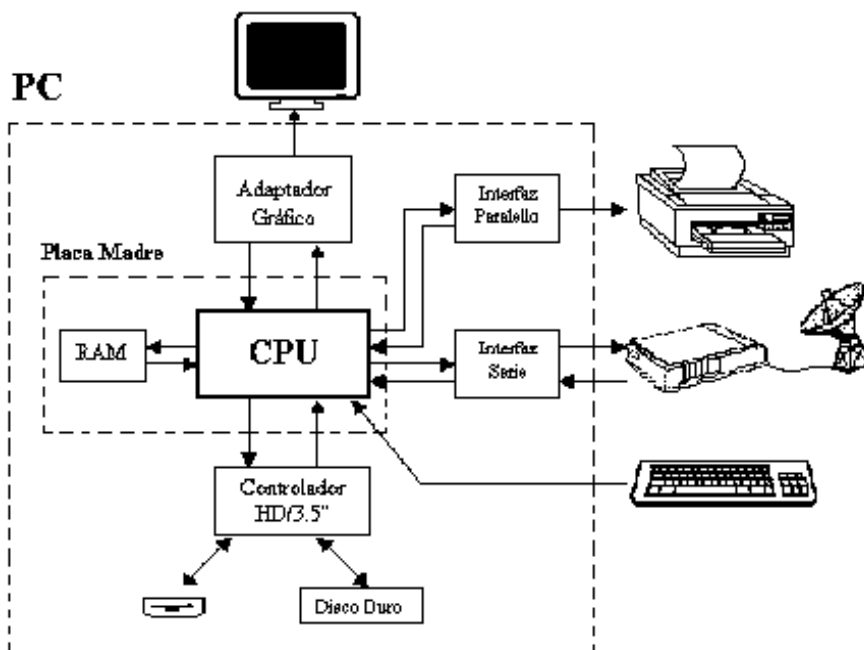 PC
Adaptador
Gráfico
Interfaz
Paralello
Placa Madre
RAM
CPU
Interfaz
Serie
Controlador
HD/3.5"
Disco Duro